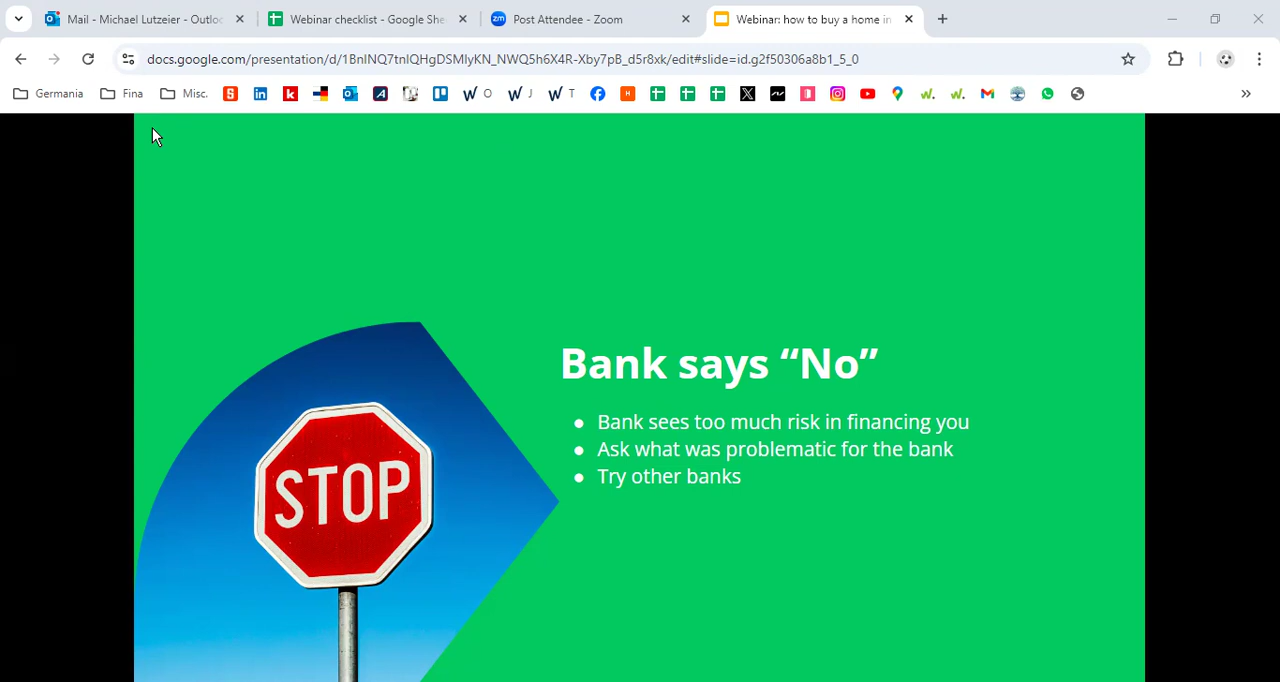 Mail - Michael Lutzeier - Outloo
Webinar checklist - Google She
zm Post Attendee - Zoom
Webinar: how to buy a home in
docs.google.com/presentation/d/1BnINQ7tnIQHgDSMIyKN_NWQ5h6X4R-Xby7pB_d5r8xk/edit#slide=id.g2f50306a8b1_5_0
Germania Fina Misc. O J T
Bank says “No”
● Bank sees too much risk in financing you
● Ask what was problematic for the bank
● Try other banks
STOP